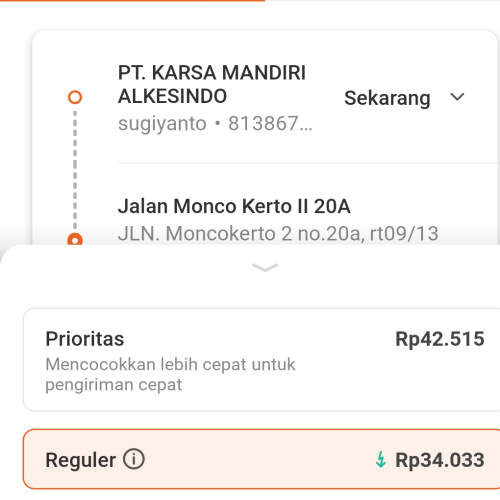 PT. KARSA MANDIRI
ALKESINDO
Sekarang
sugiyanto • 813867...
Jalan Monco Kerto II 20A
JLN. Moncokerto 2 no.20a, rt09/13
Prioritas
Rp42.515
Mencocokkan lebih cepat untuk
pengiriman cepat
Reguler
Rp34.033